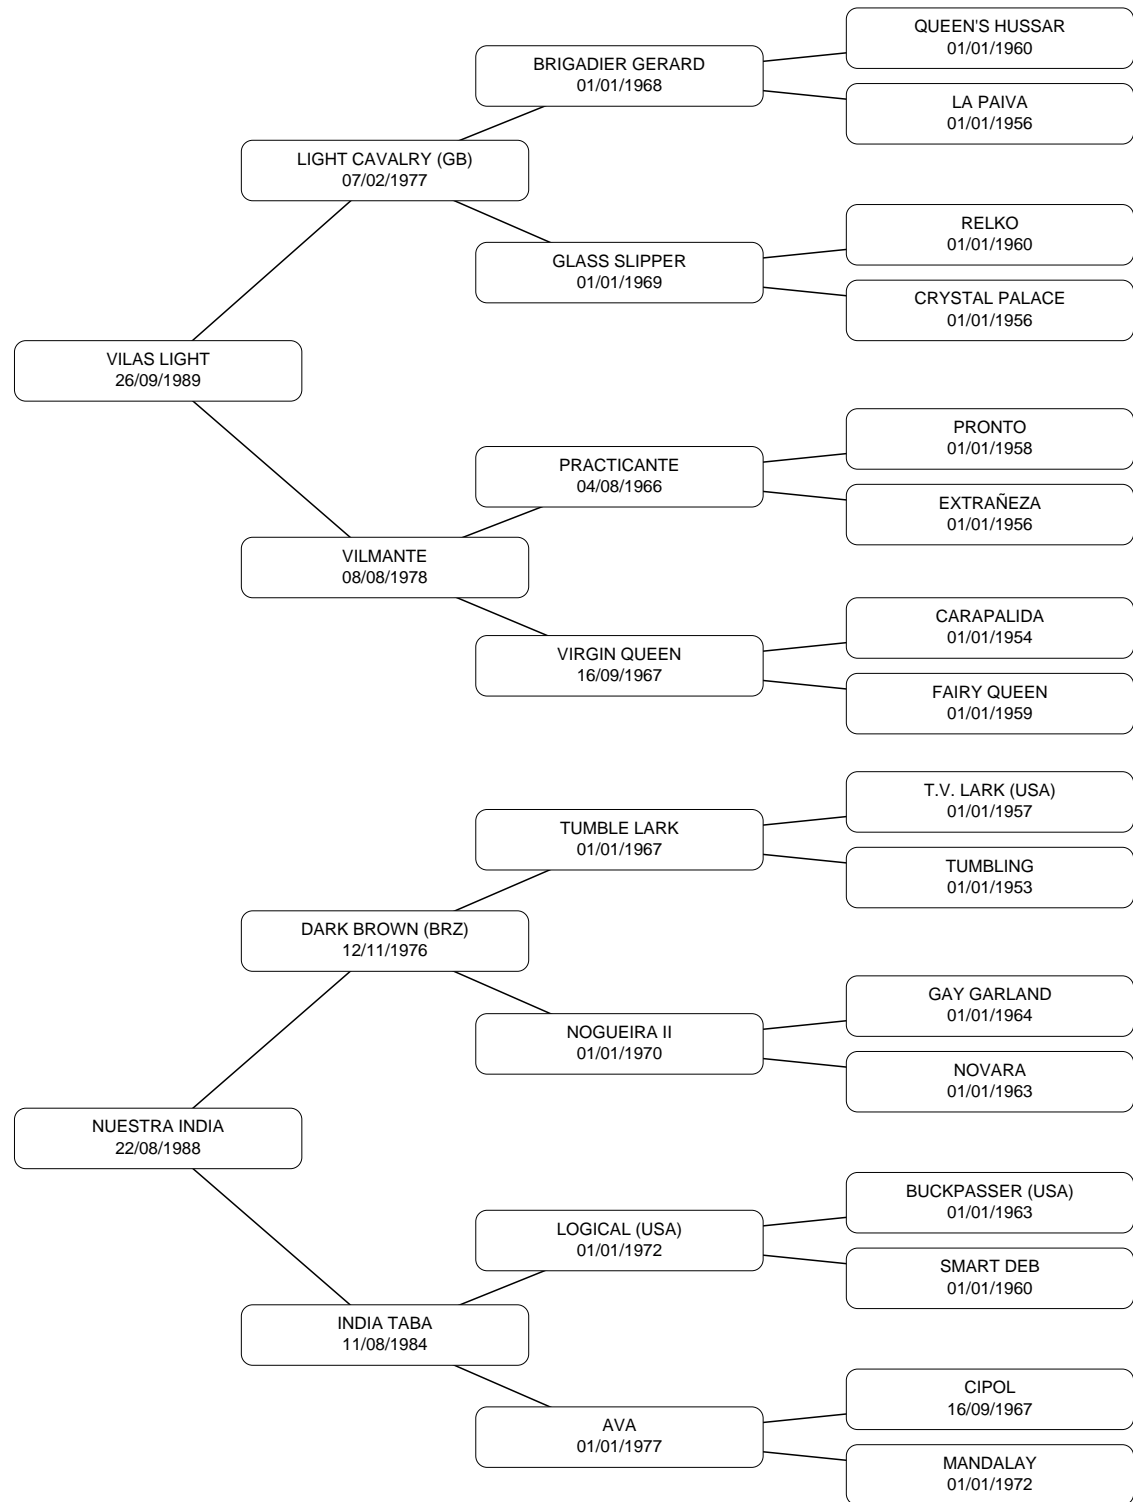 QUEEN'S HUSSAR
01/01/1960
BRIGADIER GERARD
01/01/1968
LA PAIVA
01/01/1956
LIGHT CAVALRY (GB)
07/02/1977
RELKO
01/01/1960
GLASS SLIPPER
01/01/1969
CRYSTAL PALACE
01/01/1956
VILAS LIGHT
26/09/1989
PRONTO
01/01/1958
PRACTICANTE
04/08/1966
EXTRAÑEZA
01/01/1956
VILMANTE
08/08/1978
CARAPALIDA
01/01/1954
VIRGIN QUEEN
16/09/1967
FAIRY QUEEN
01/01/1959
T.V. LARK (USA)
01/01/1957
TUMBLE LARK
01/01/1967
TUMBLING
01/01/1953
DARK BROWN (BRZ)
12/11/1976
GAY GARLAND
01/01/1964
NOGUEIRA II
01/01/1970
NOVARA
01/01/1963
NUESTRA INDIA
22/08/1988
BUCKPASSER (USA)
01/01/1963
LOGICAL (USA)
01/01/1972
SMART DEB
01/01/1960
INDIA TABA
11/08/1984
CIPOL
16/09/1967
AVA
01/01/1977
MANDALAY
01/01/1972